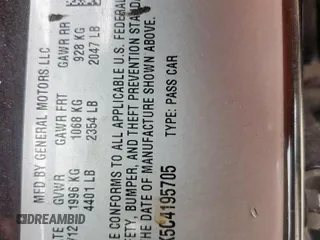 MFD BY GENERAL MOTORS LLC
GVWR GAWR FRT GAWR RR
1996 KG 1068 KG 928 KG
4401 LB 2354 LB 2047 LB
CONFORMS TO ALL APPLICABLE U.S. FEDERAL
BUMPER, AND THEFT PREVENTION
THE DATE OF MANUFACTURE SHOWN ABOVE.
TYPE: PASS CAR
DREAMBID